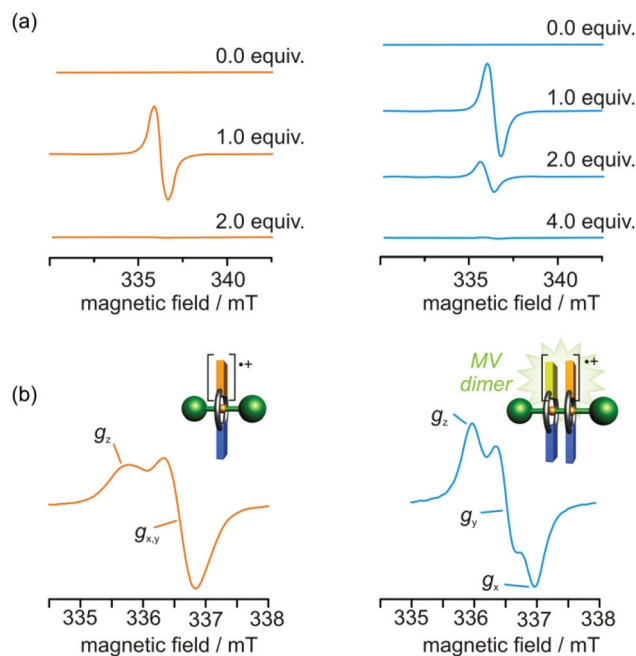 (a)
0.0 equiv.
1.0 equiv.
2.0 equiv.
335 340
magnetic field / mT
0.0 equiv.
1.0 equiv.
2.0 equiv.
4.0 equiv.
335 340
magnetic field / mT
(b)
•+
gz
gx,y
335 336 337 338
magnetic field / mT
MV
dimer
•+
gz
gy
gx
335 336 337 338
magnetic field / mT